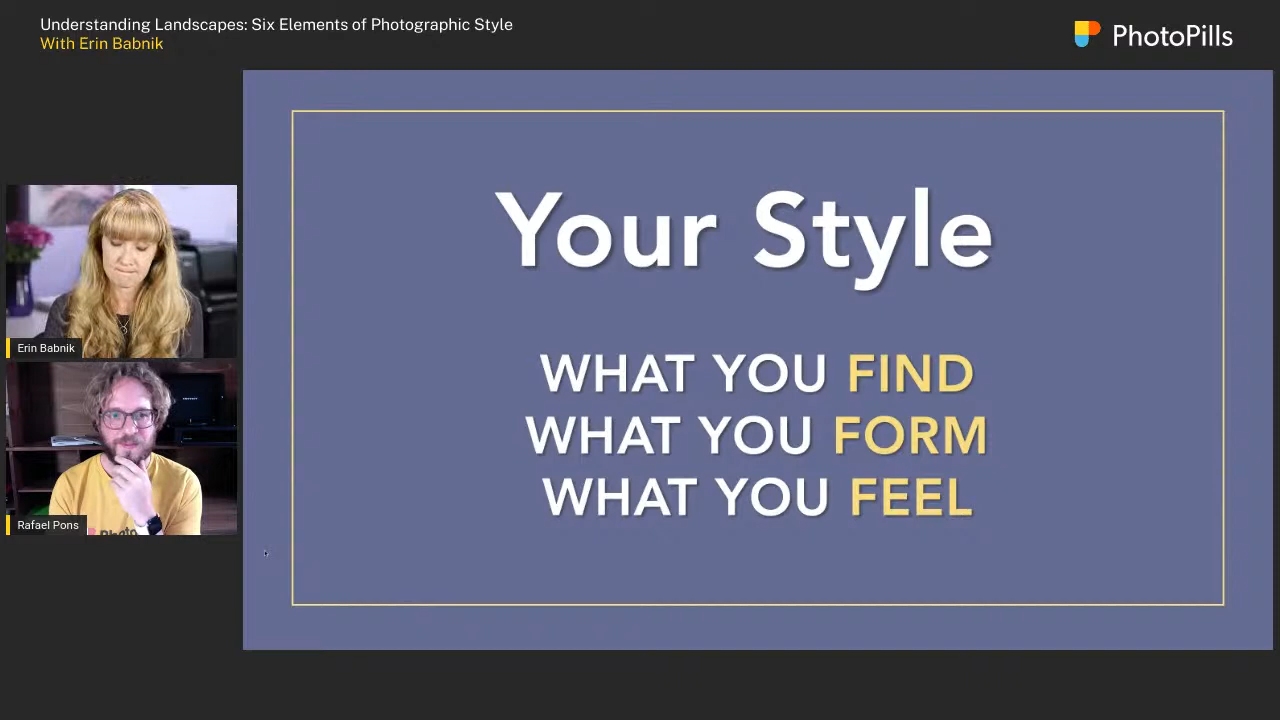 Understanding Landscapes: Six Elements of Photographic Style
With Erin Babnik
PhotoPills
Your Style
WHAT YOU FIND
WHAT YOU FORM
WHAT YOU FEEL
Erin Babnik
Photo
Rafael Pons